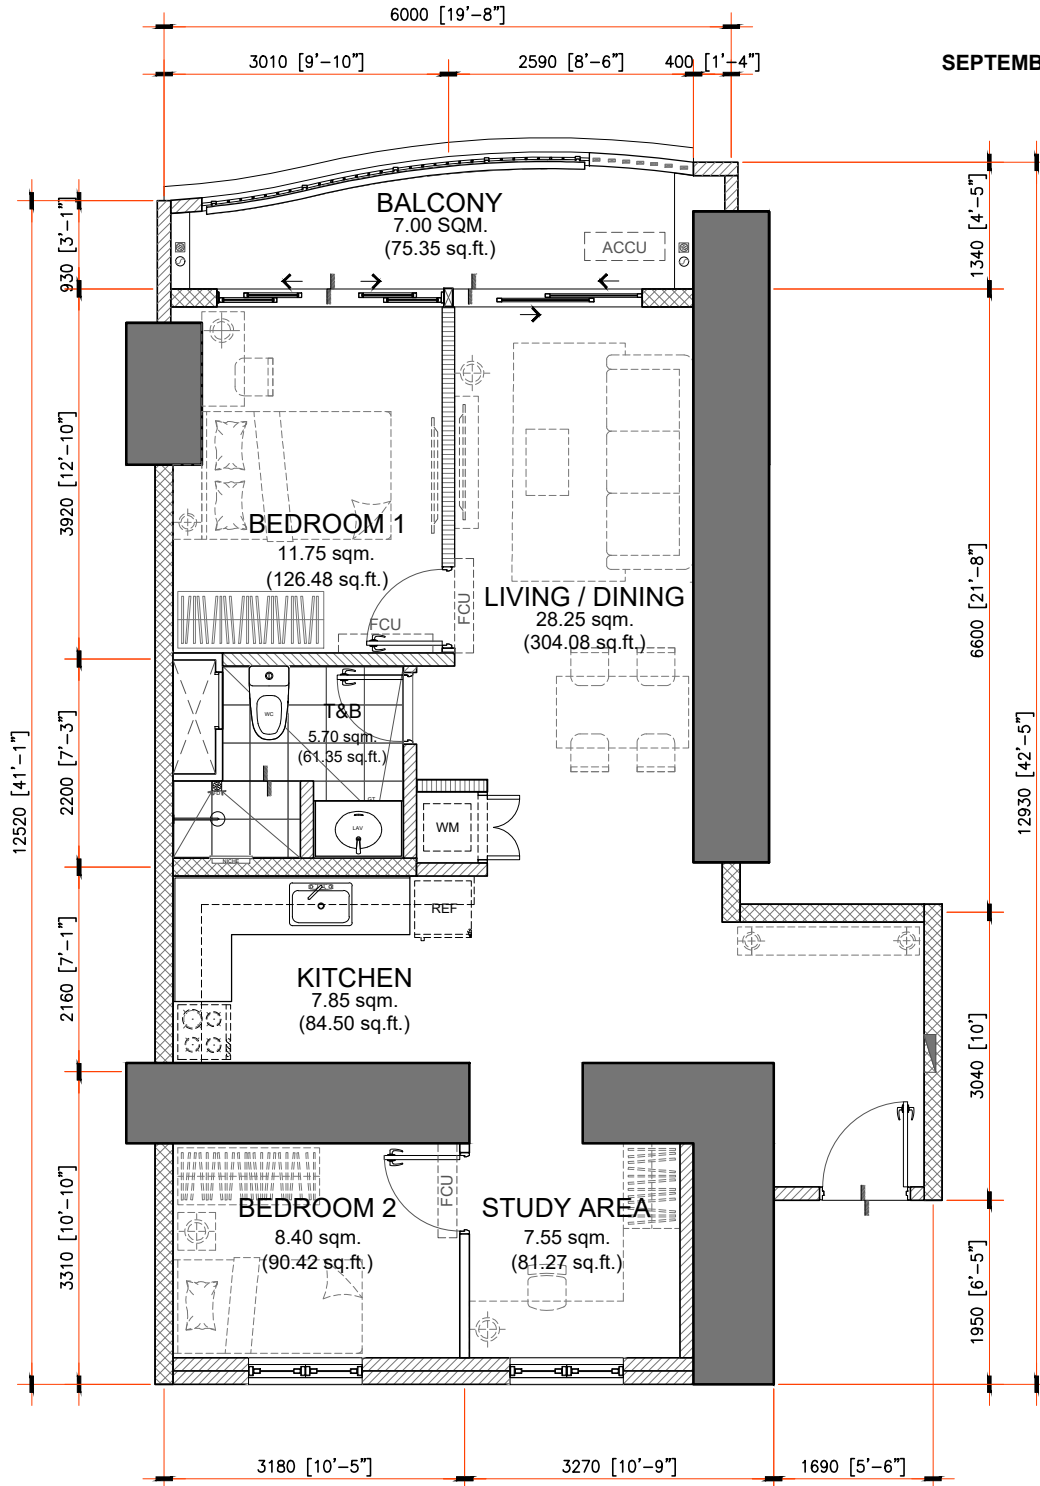 6000 [19'-8"]
3010 [9'-10"]
2590 [8'-6"]
400 [1'-4"]
SEPTEMB
930 [3'-1"]
1340 [4'-5"]
BALCONY
7.00 SQM.
(75.35 sq.ft.)
ACCU
3920 [12'-10"]
BEDROOM 1
11.75 sqm.
(126.48 sq.ft.)
FCU
FCU
LIVING / DINING
28.25 sqm.
(304.08 sq.ft.)
6600 [21'-8"]
12520 [41'-1"]
12930 [42'-5"]
2200 [7'-3"]
WC
T&B
5.70 sqm.
(61.35 sq.ft.)
LAV
WM
NICHE
REF
2160 [7'-1"]
KITCHEN
7.85 sqm.
(84.50 sq.ft.)
3040 [10']
3310 [10'-10"]
BEDROOM 2
8.40 sqm.
(90.42 sq.ft.)
FCU
STUDY AREA
7.55 sqm.
(81.27 sq.ft.)
1950 [6'-5"]
3180 [10'-5"]
3270 [10'-9"]
1690 [5'-6"]